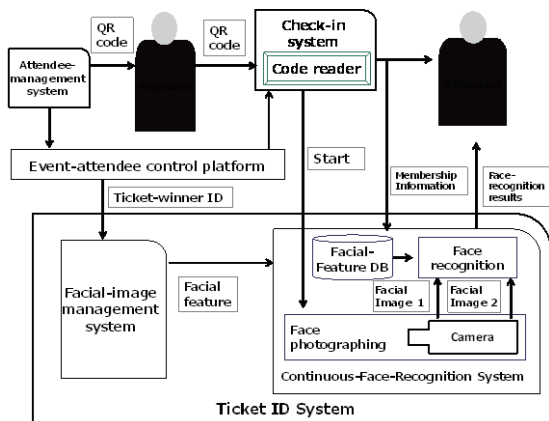 QR
code
QR
code
Check-in
system
Code reader
Attendee-
management
system
Event-attendee control platform
Start
Ticket-winner ID
Membership
Information
Face-
recognition
results
Facial-image
management
system
Facial
feature
Facial-
Feature DB
Face
recognition
Facial
Image 1
Facial
Image 2
Face
photographing
Camera
Continuous-Face-Recognition System
Ticket ID System